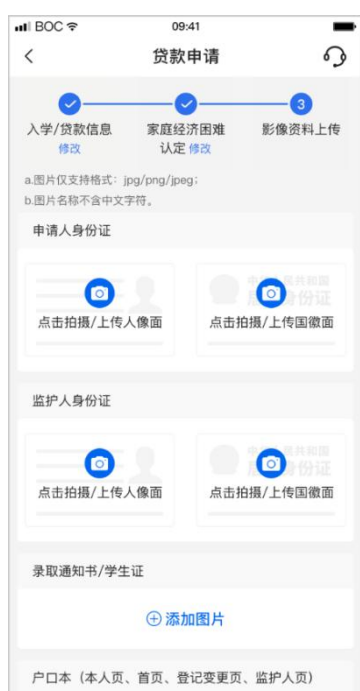 BOC 09:41
贷款申请
3
入学/贷款信息 家庭经济困难 影像资料上传
修改 认定 修改
a.图片仅支持格式：jpg/png/jpeg;
b.图片名称不含中文字符。
申请人身份证
点击拍摄/上传人像面 点击拍摄/上传国徽面
监护人身份证
点击拍摄/上传人像面 点击拍摄/上传国徽面
录取通知书/学生证
添加图片
户口本（本人页、首页、登记变更页、监护人页）